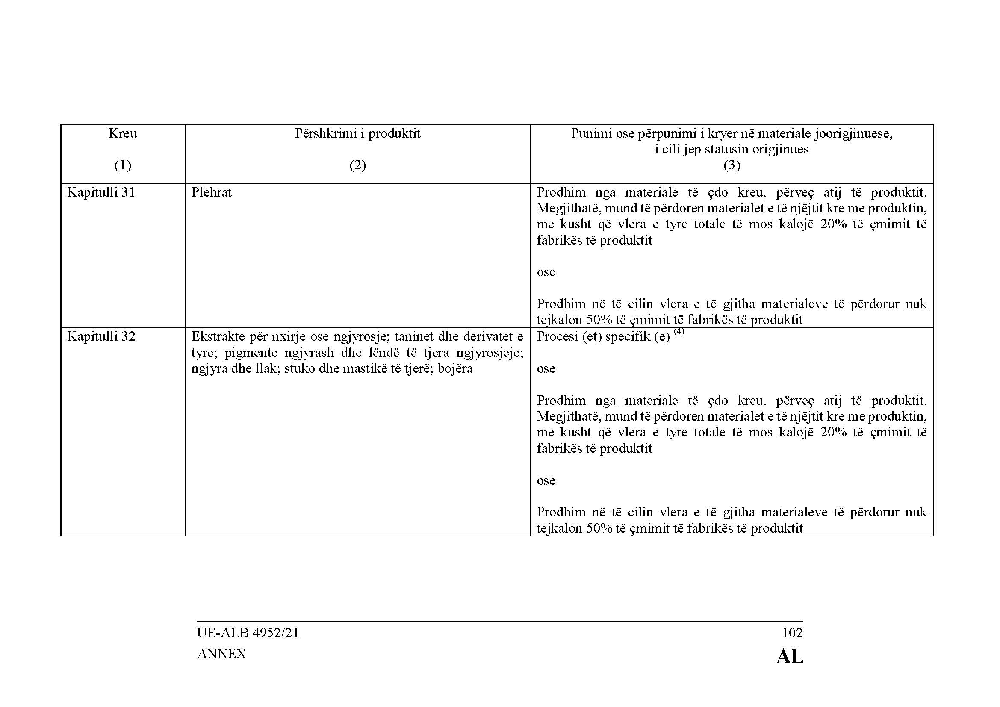 Kreu
(1)
Përshkrimi i produktit
(2)
Punimi ose përpunimi i kryer në materiale joorigjinuese,
i cili jep statusin origjinues
(3)
Kapitulli 31
Plehrat
Prodhim nga materiale të çdo kreu, përveç atij të produktit.
Megjithatë, mund të përdoren materialet e të njëjtit kre me produktin,
me kusht që vlera e tyre totale të mos kalojë 20% të çmimit të
fabrikës të produktit
ose
Prodhim në të cilin vlera e të gjitha materialeve të përdorur nuk
tejkalon 50% të çmimit të fabrikës të produktit
Kapitulli 32
Ekstrakte për nxirje ose ngjyrosje; taninet dhe derivatet e
tyre; pigmente ngjyrash dhe lëndë të tjera ngjyrosjeje;
ngjyra dhe llak; stuko dhe mastikë të tjerë; bojëra
Procesi (et) specifik (e) (4)
ose
Prodhim nga materiale të çdo kreu, përveç atij të produktit.
Megjithatë, mund të përdoren materialet e të njëjtit kre me produktin,
me kusht që vlera e tyre totale të mos kalojë 20% të çmimit të
fabrikës të produktit
ose
Prodhim në të cilin vlera e të gjitha materialeve të përdorur nuk
tejkalon 50% të çmimit të fabrikës të produktit
UE-ALB 4952/21
102
ANNEX
AL